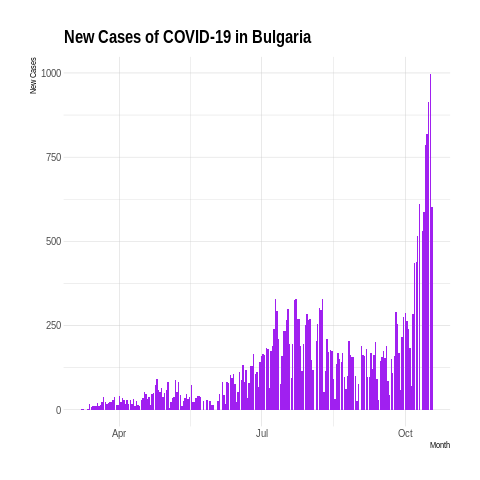 New Cases of COVID-19 in Bulgaria
New Cases
1000
750
500
250
0
Apr
Jul
Oct
Month